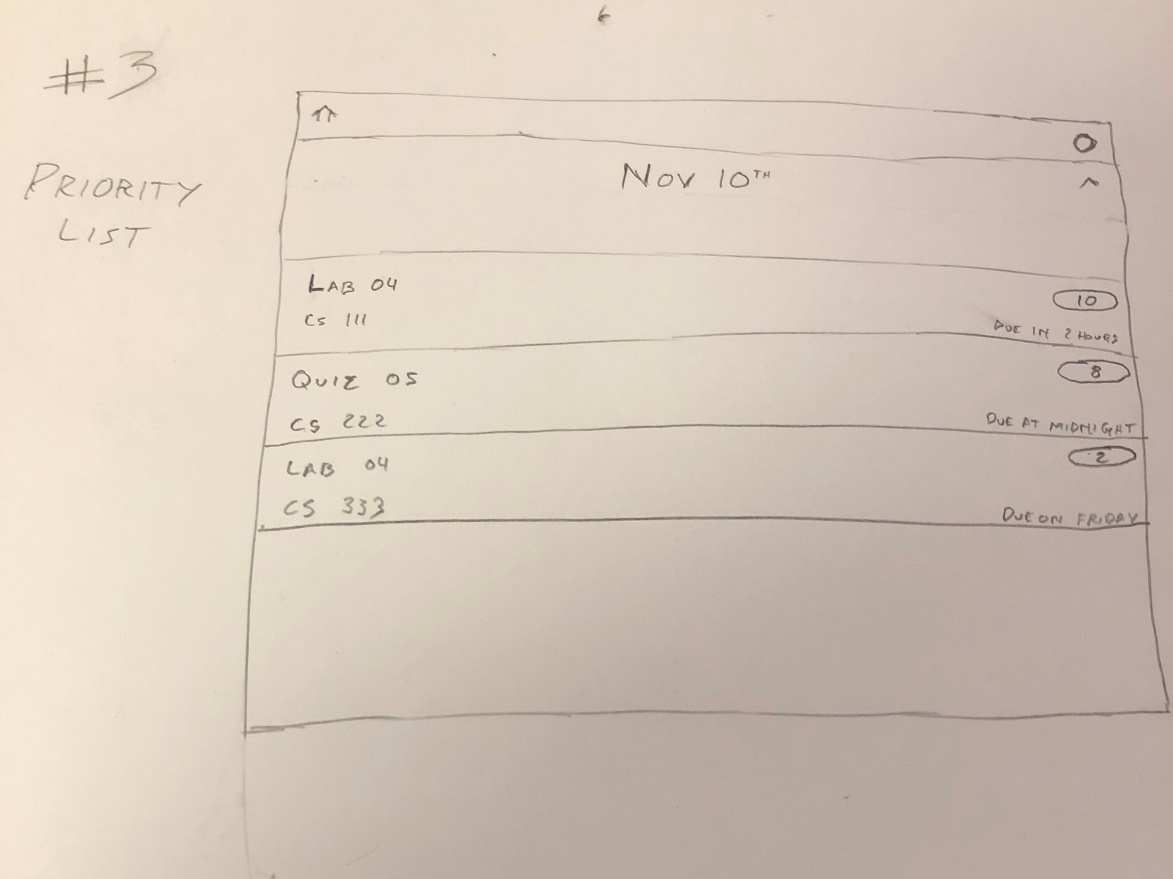 #3
PRIORITY
LIST
NOV 10TH
LAB 04
10
CS 111
DUE IN 2 HOURS
QUIZ 05
8
CS 222
DUE AT MIDNIGHT
LAB 04
2
CS 333
DUE ON FRIDAY